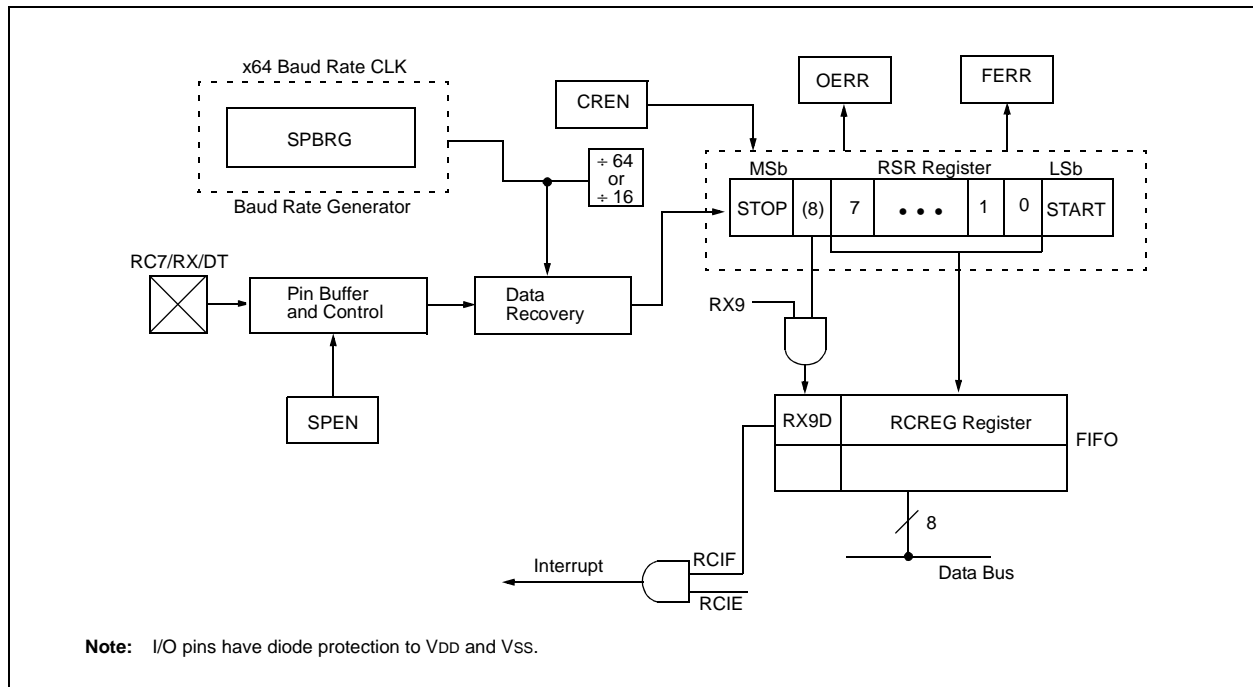 x64 Baud Rate CLK
SPBRG
Baud Rate Generator
CREN
OERR
FERR
÷ 64
or
÷ 16
MSb
RSR Register
LSb
STOP
(8)
7
• • •
1
0
START
RC7/RX/DT
Pin Buffer
and Control
Data
Recovery
RX9
SPEN
RX9D
RCREG Register
FIFO
8
Interrupt
RCIF
RCIE
Data Bus
Note: I/O pins have diode protection to VDD and VSS.